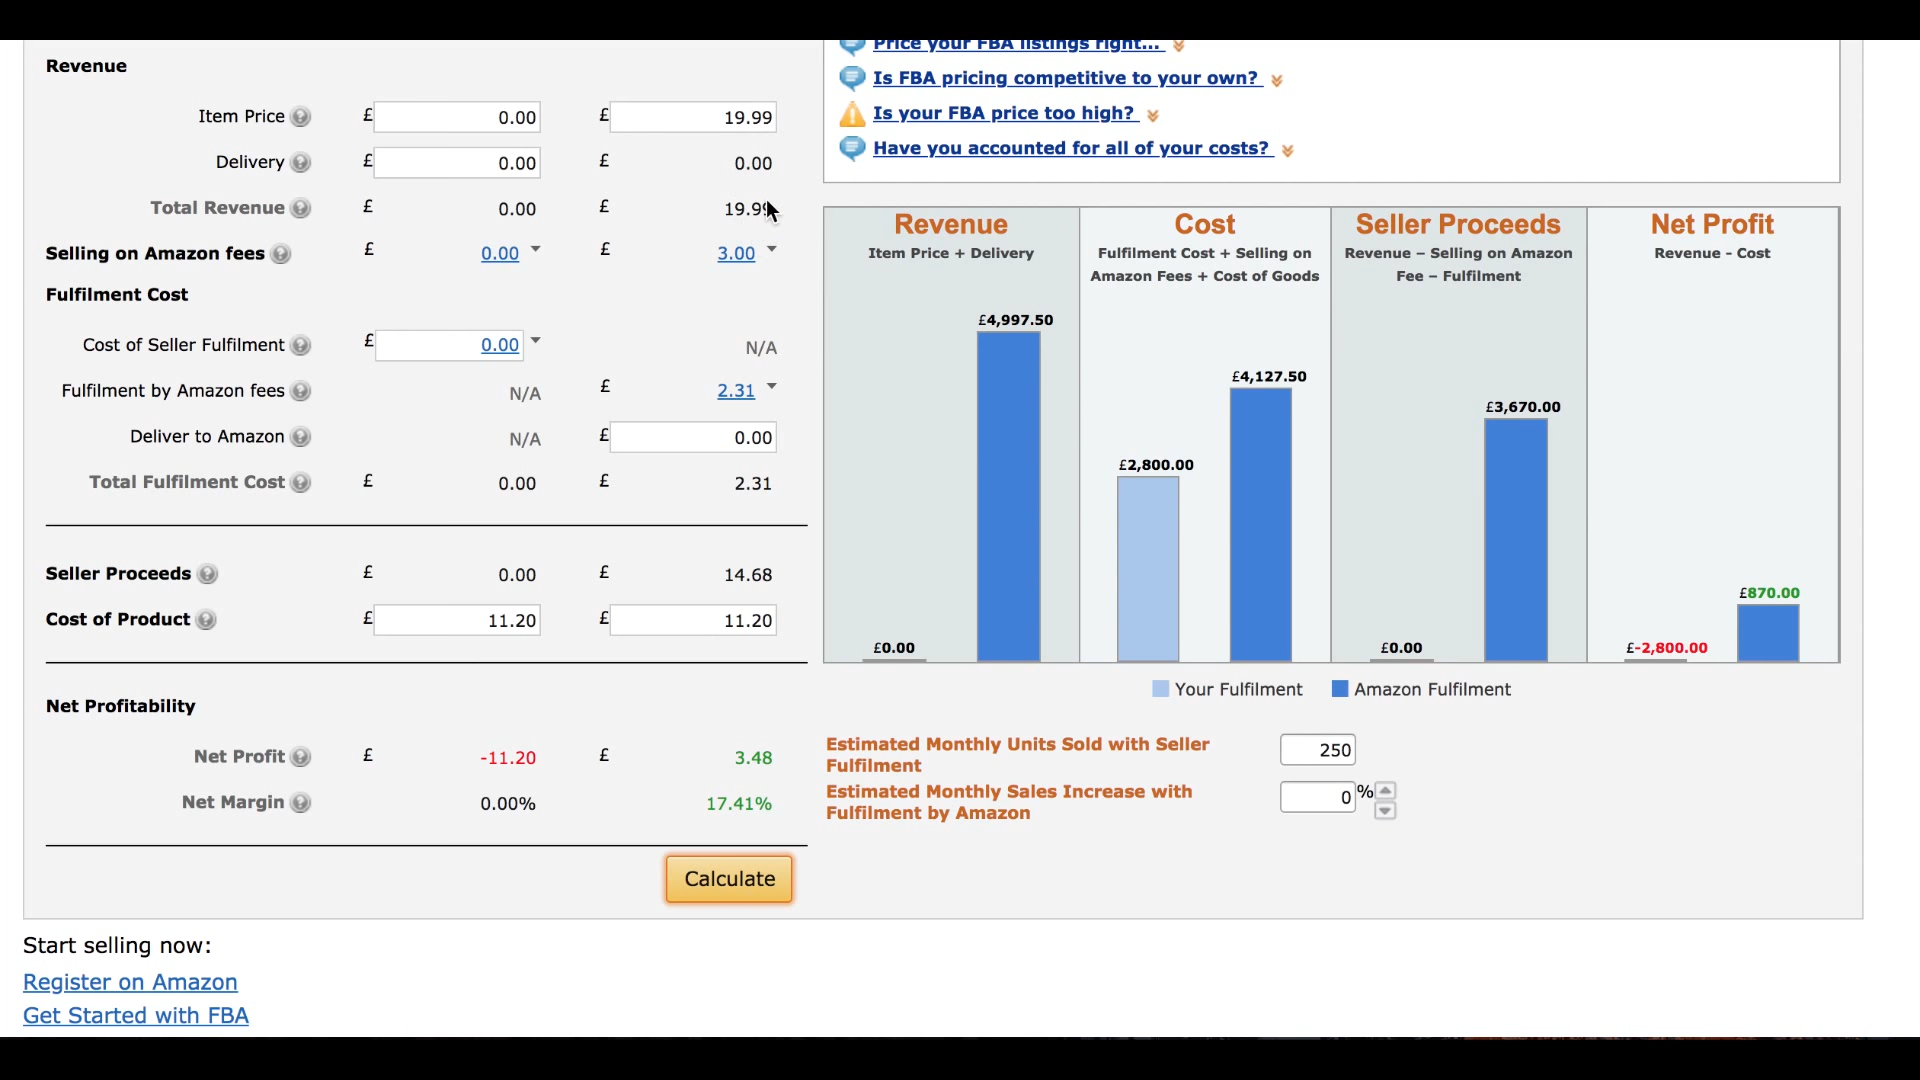 Price your FBA listings right...
Is FBA pricing competitive to your own?
Is your FBA price too high?
Have you accounted for all of your costs?
Revenue
Item Price £ 0.00 £ 19.99
Delivery £ 0.00 £ 0.00
Total Revenue £ 0.00 £ 19.99
Selling on Amazon fees £ 0.00 £ 3.00
Fulfilment Cost
Cost of Seller Fulfilment £ 0.00 N/A
Fulfilment by Amazon fees N/A £ 2.31
Deliver to Amazon N/A £ 0.00
Total Fulfilment Cost £ 0.00 £ 2.31
Seller Proceeds £ 0.00 £ 14.68
Cost of Product £ 11.20 £ 11.20
Net Profitability
Net Profit £ -11.20 £ 3.48
Net Margin 0.00% 17.41%
Calculate
Revenue
Item Price + Delivery
£4,997.50
£0.00
Cost
Fulfilment Cost + Selling on
Amazon Fees + Cost of Goods
£4,127.50
£2,800.00
Seller Proceeds
Revenue – Selling on Amazon
Fee – Fulfilment
£3,670.00
£0.00
Net Profit
Revenue - Cost
£870.00
£-2,800.00
Your Fulfilment Amazon Fulfilment
Estimated Monthly Units Sold with Seller
Fulfilment
250
Estimated Monthly Sales Increase with
Fulfilment by Amazon
0 %
Start selling now:
Register on Amazon
Get Started with FBA